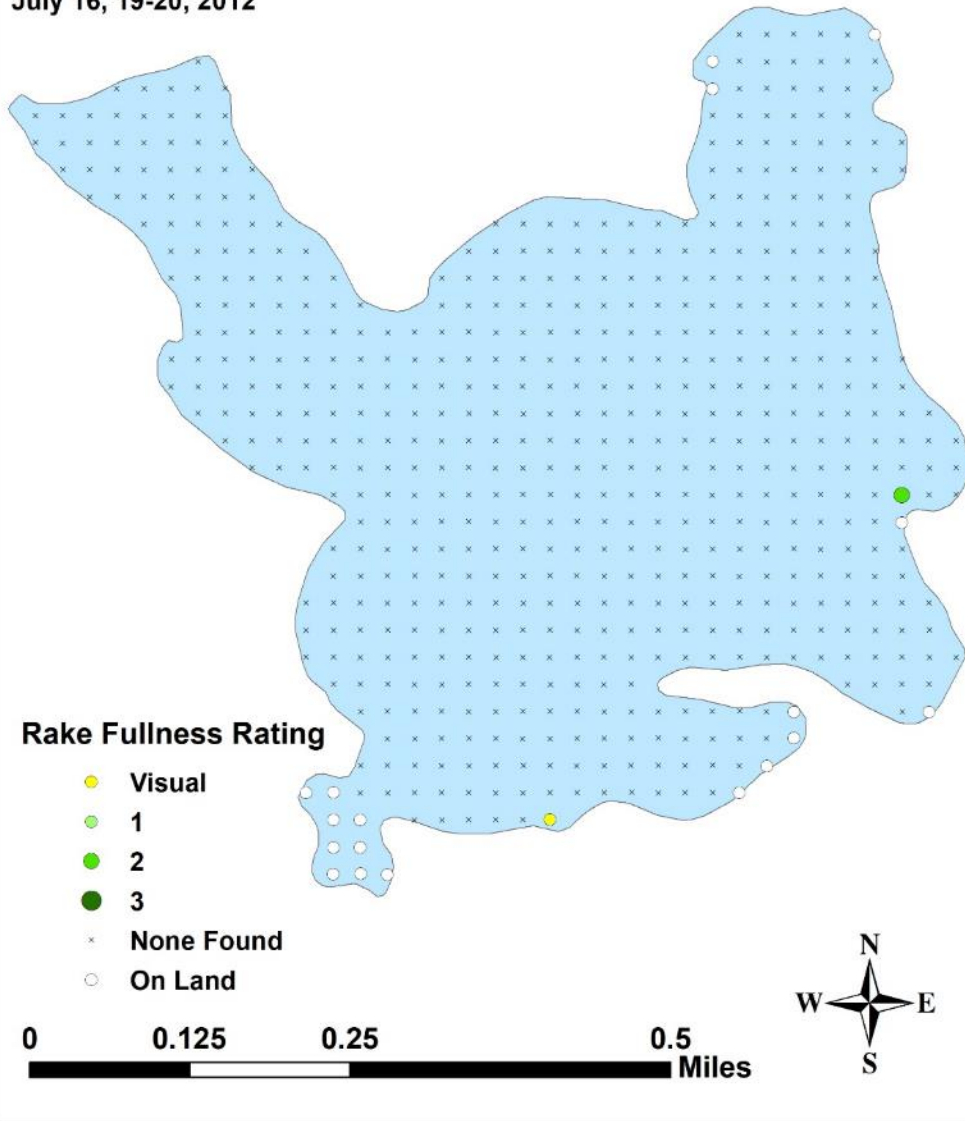 July 16, 19-20, 2012
Rake Fullness Rating
Visual
1
2
3
None Found
On Land
N
W E
S
0 0.125 0.25 0.5
Miles